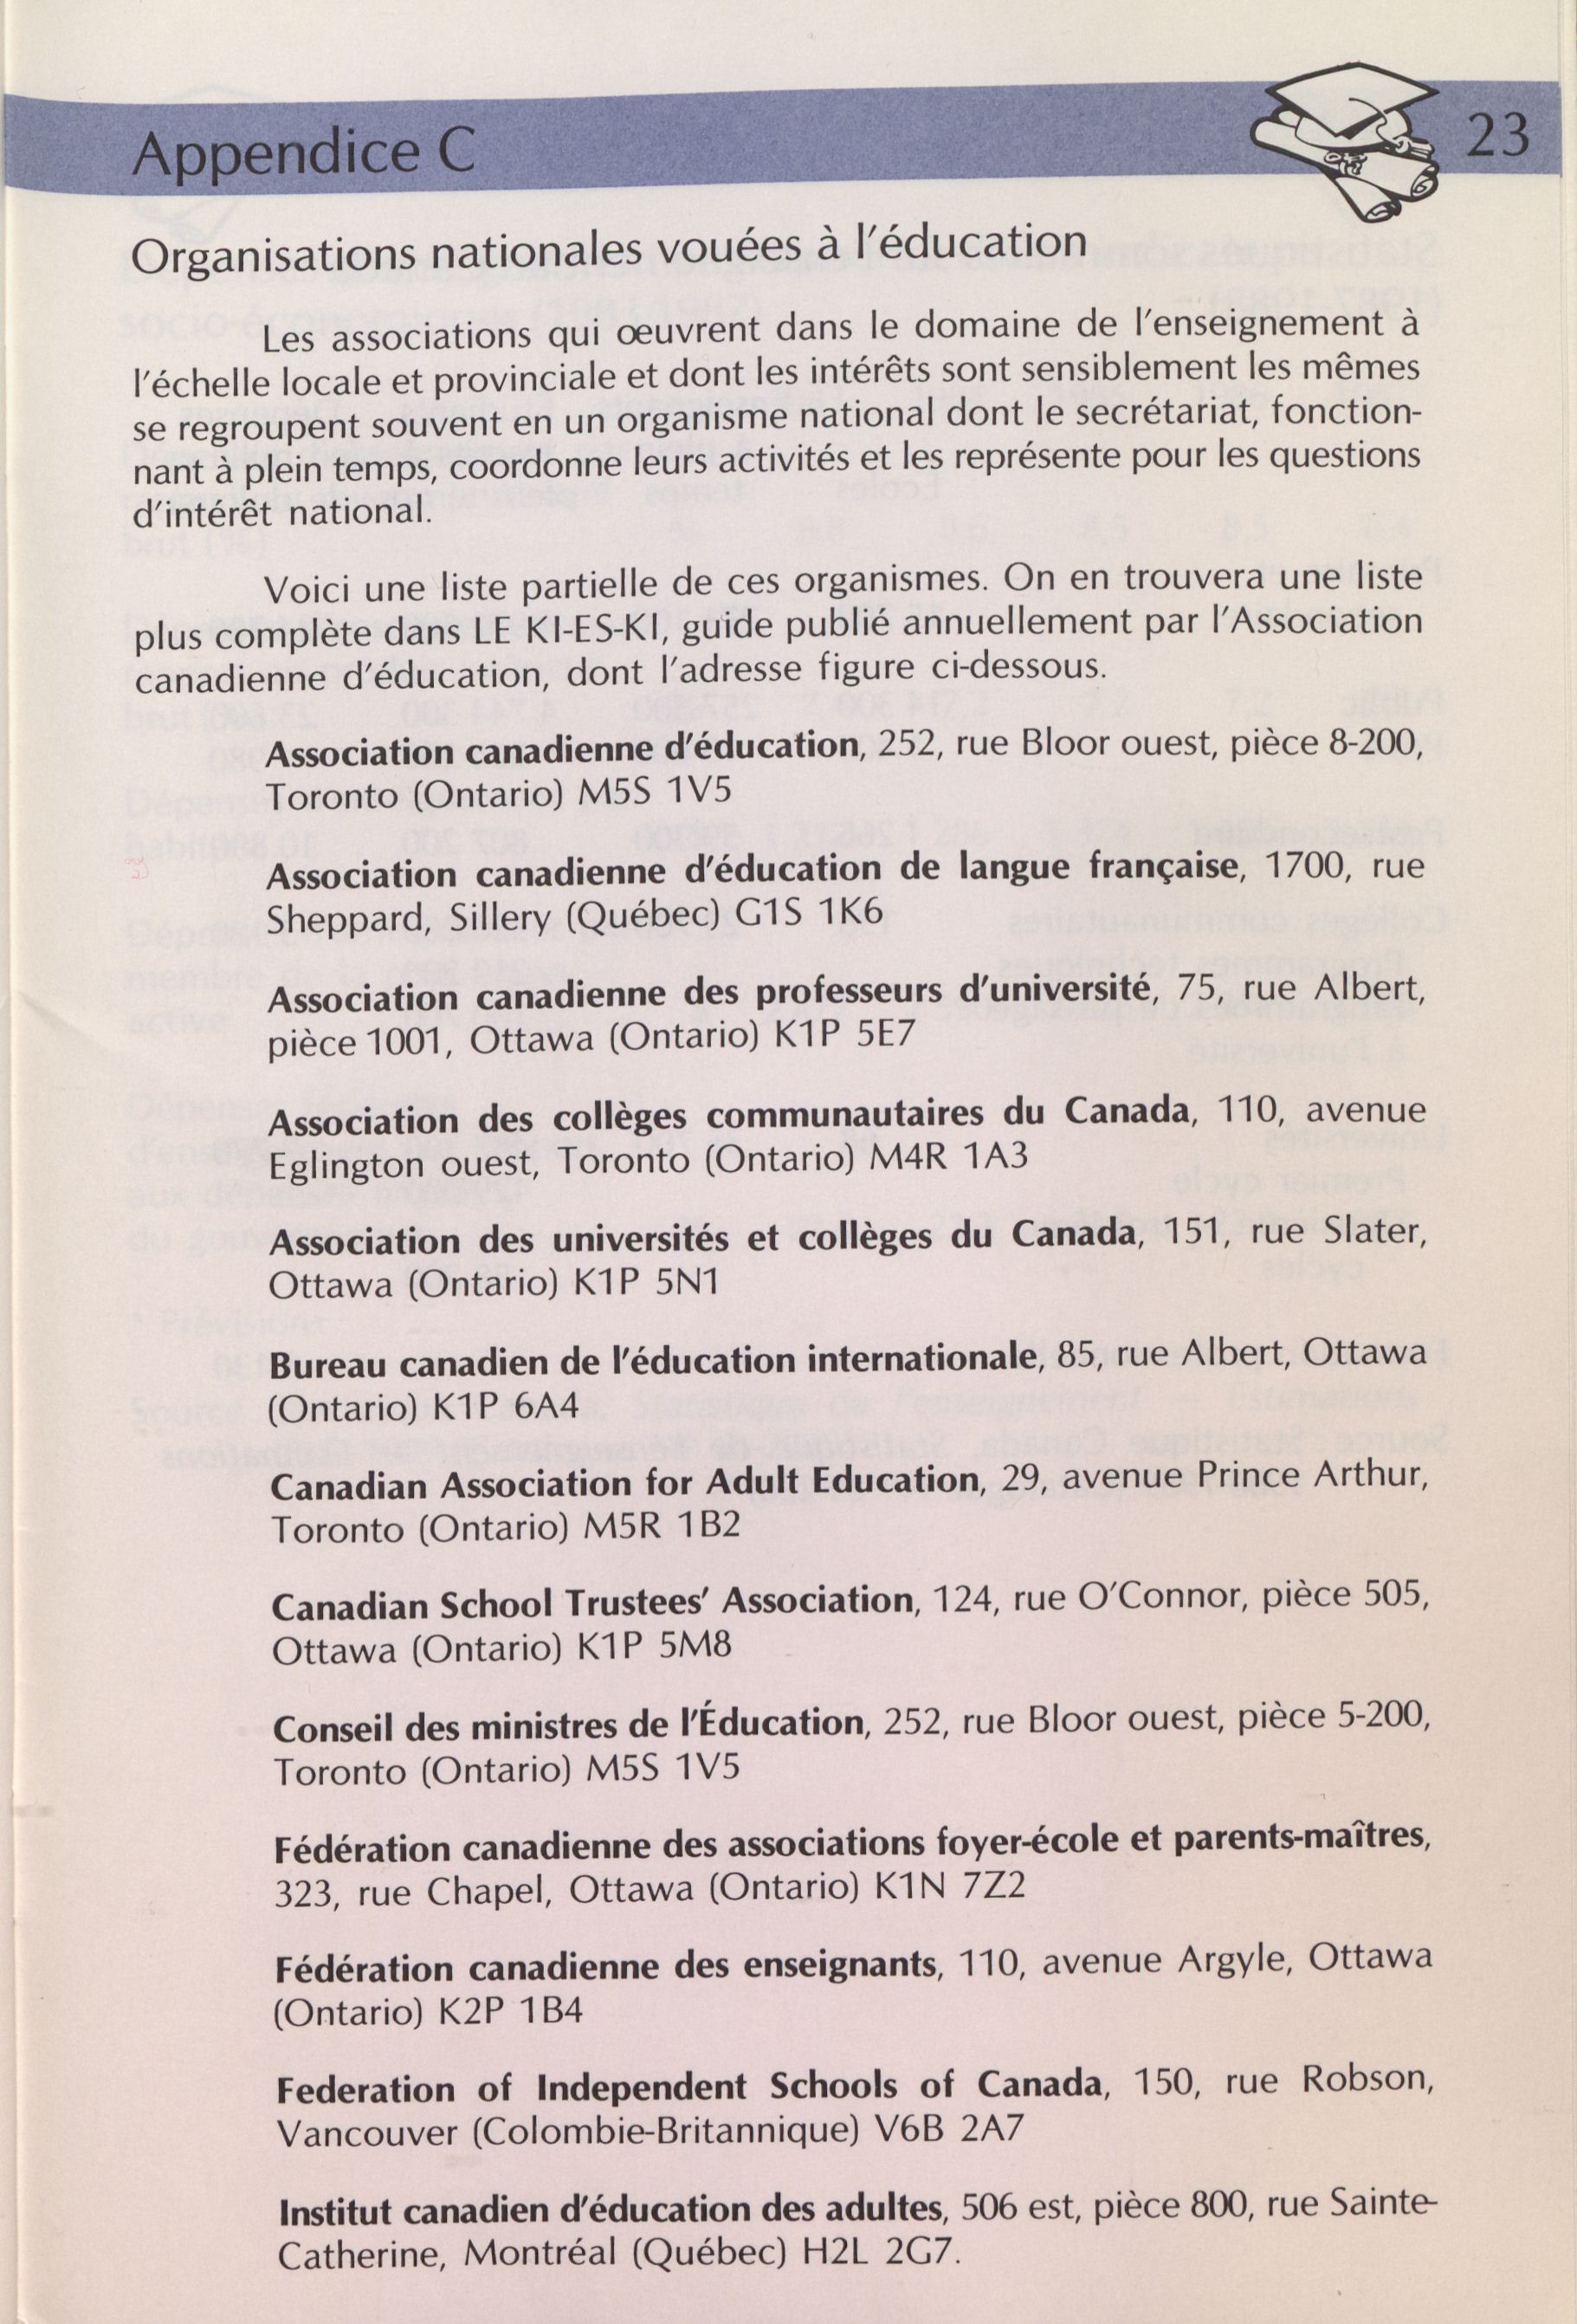 Appendice C
23
Organisations nationales vouées à l'éducation
Les associations qui œuvrent dans le domaine de l'enseignement à
l'échelle locale et provinciale et dont les intérêts sont sensiblement les mêmes
se regroupent souvent en un organisme national dont le secrétariat, fonction-
nant à plein temps, coordonne leurs activités et les représente pour les questions
d'intérêt national.
Voici une liste partielle de ces organismes. On en trouvera une liste
plus complète dans LE KI-ES-KI, guide publié annuellement par l'Association
canadienne d'éducation, dont l'adresse figure ci-dessous.
Association canadienne d'éducation, 252, rue Bloor ouest, pièce 8-200,
Toronto (Ontario) M5S 1V5
Association canadienne d'éducation de langue française, 1700, rue
Sheppard, Sillery (Québec) G1S 1K6
Association canadienne des professeurs d'université, 75, rue Albert,
pièce 1001, Ottawa (Ontario) K1P 5E7
Association des collèges communautaires du Canada, 110, avenue
Eglington ouest, Toronto (Ontario) M4R 1A3
Association des universités et collèges du Canada, 151, rue Slater,
Ottawa (Ontario) K1P 5N1
Bureau canadien de l'éducation internationale, 85, rue Albert, Ottawa
(Ontario) K1P 6A4
Canadian Association for Adult Education, 29, avenue Prince Arthur,
Toronto (Ontario) M5R 1B2
Canadian School Trustees' Association, 124, rue O'Connor, pièce 505,
Ottawa (Ontario) K1P 5M8
Conseil des ministres de l'Éducation, 252, rue Bloor ouest, pièce 5-200,
Toronto (Ontario) M5S 1V5
Fédération canadienne des associations foyer-école et parents-maîtres,
323, rue Chapel, Ottawa (Ontario) K1N 7Z2
Fédération canadienne des enseignants, 110, avenue Argyle, Ottawa
(Ontario) K2P 1B4
Federation of Independent Schools of Canada, 150, rue Robson,
Vancouver (Colombie-Britannique) V6B 2A7
Institut canadien d'éducation des adultes, 506 est, pièce 800, rue Sainte-
Catherine, Montréal (Québec) H2L 2G7.